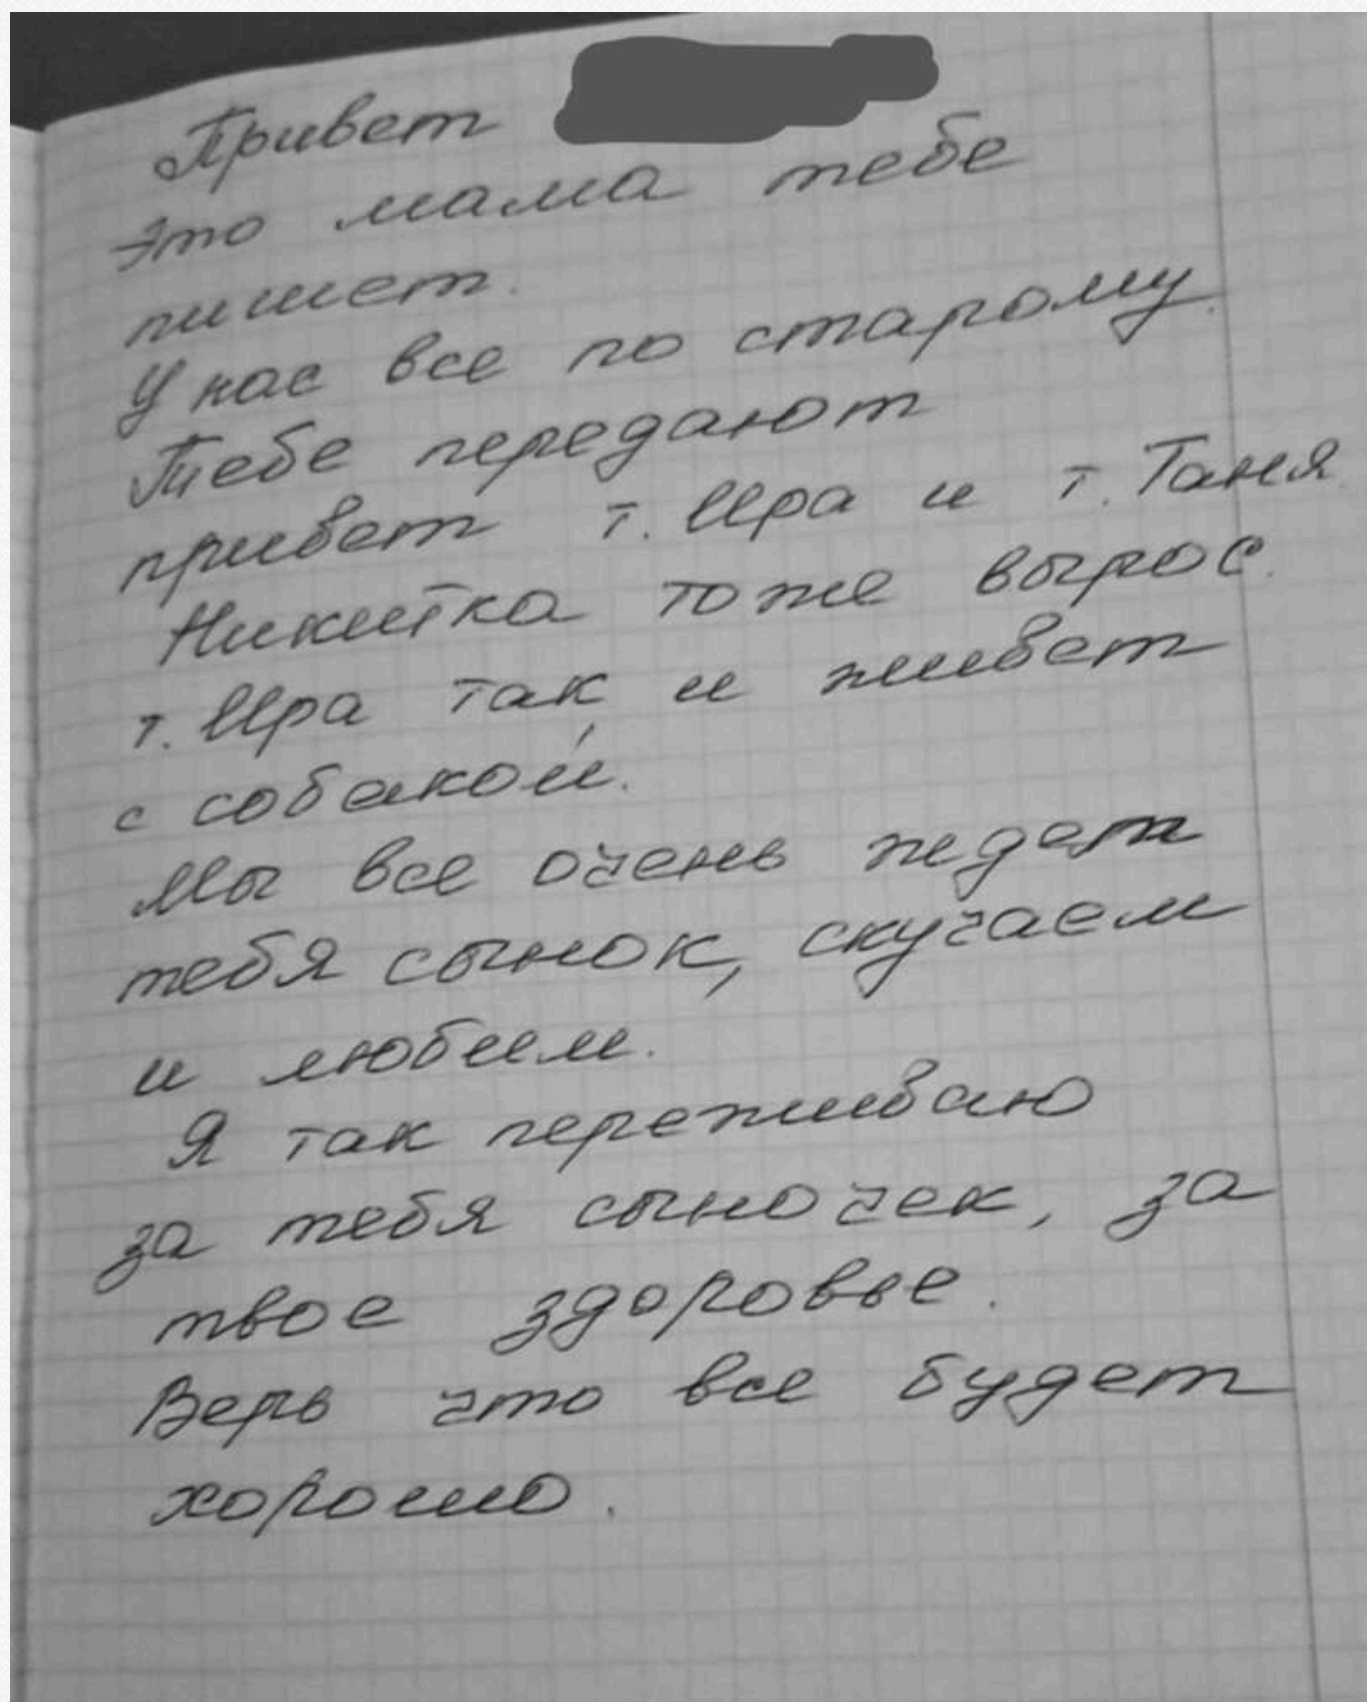 Привет
Это мама тебе
пишет.
У нас все по старому.
Тебе передают
привет т. Ира и т. Таня.
Никитка тоже вырос.
т. Ира так и живет
с собакой.
Мы все очень ждем
тебя сынок, скучаем
и любим.
Я так переживаю
за тебя сыночек, за
твое здоровье.
Верь что все будет
хорошо.